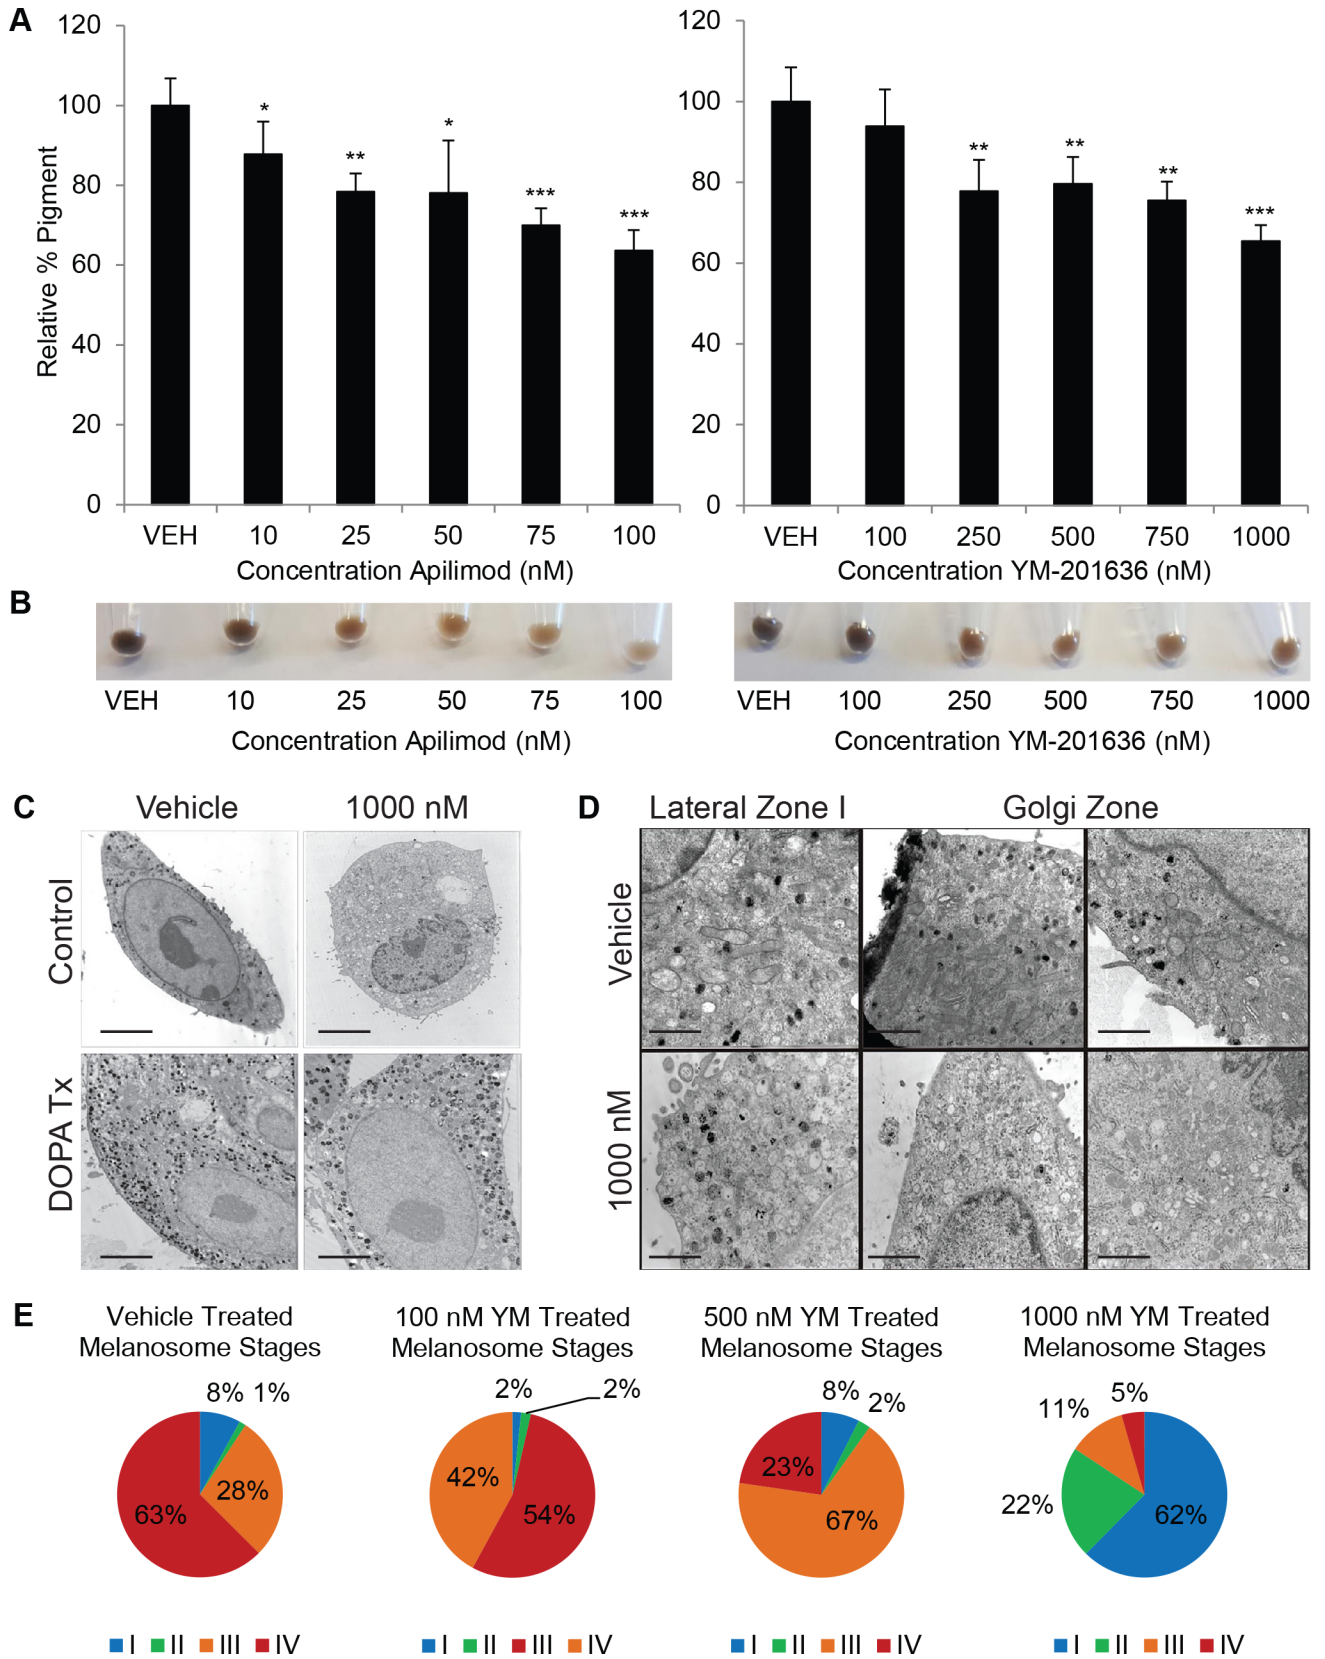 A
120
100
80
60
40
20
0
Relative % Pigment
*
**
*
***
***
VEH 10 25 50 75 100
Concentration Apilimod (nM)
120
100
80
60
40
20
0
**
**
**
***
VEH 100 250 500 750 1000
Concentration YM-201636 (nM)
B
VEH 10 25 50 75 100
Concentration Apilimod (nM)
VEH 100 250 500 750 1000
Concentration YM-201636 (nM)
C
Vehicle 1000 nM
Control
DOPA Tx
D
Lateral Zone I Golgi Zone
Vehicle
1000 nM
E
Vehicle Treated
Melanosome Stages
8% 1%
28%
63%
I II III IV
100 nM YM Treated
Melanosome Stages
2% 2%
42%
54%
I II III IV
500 nM YM Treated
Melanosome Stages
8% 2%
23%
67%
I II III IV
1000 nM YM Treated
Melanosome Stages
5%
11%
22%
62%
I II III IV